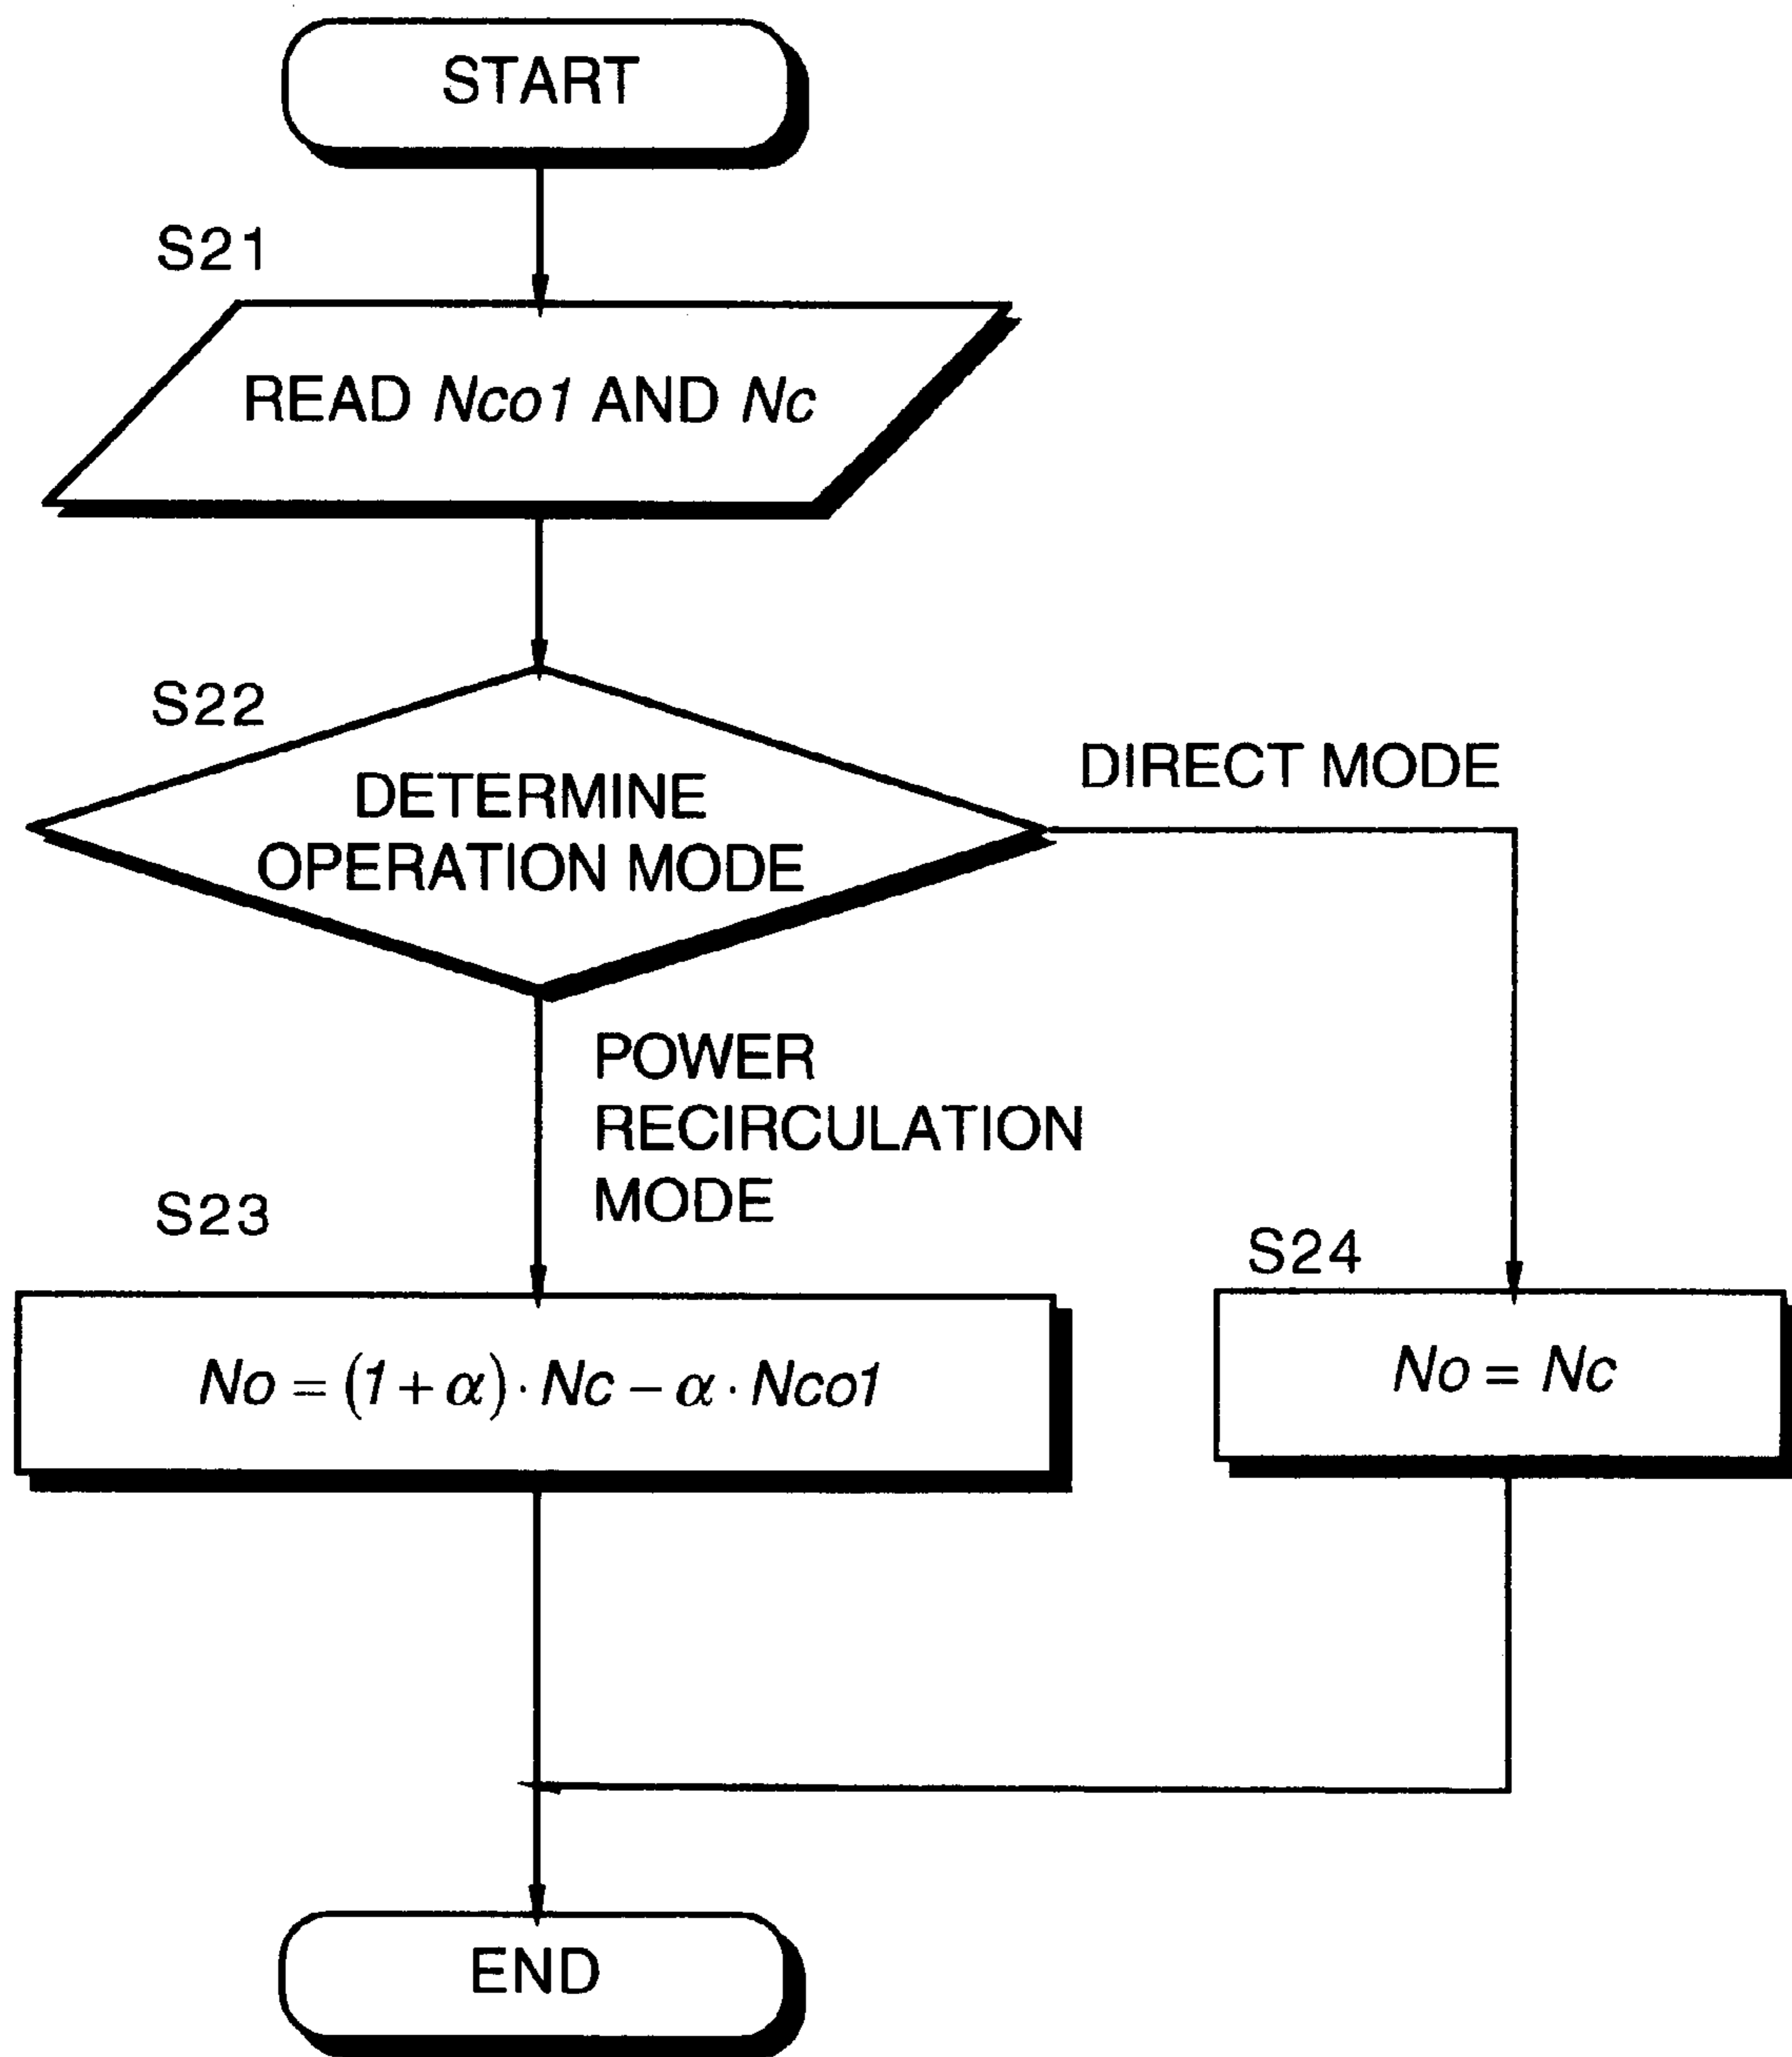 START
S21
READ Nco1 AND Nc
S22
DIRECT MODE
DETERMINE
OPERATION MODE
POWER
RECIRCULATION
MODE
S23
S24
No = (1 + α) · Nc − α · Nco1
No = Nc
END